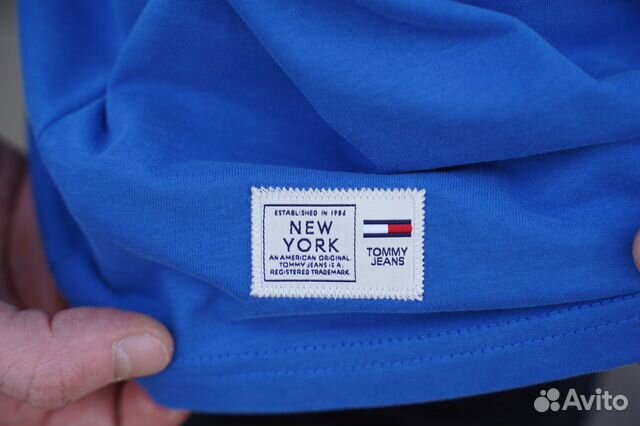 ESTABLISHED IN 1986
NEW
YORK
AN AMERICAN ORIGINAL
TOMMY JEANS IS A
REGISTERED TRADEMARK
TOMMY
JEANS
Avito